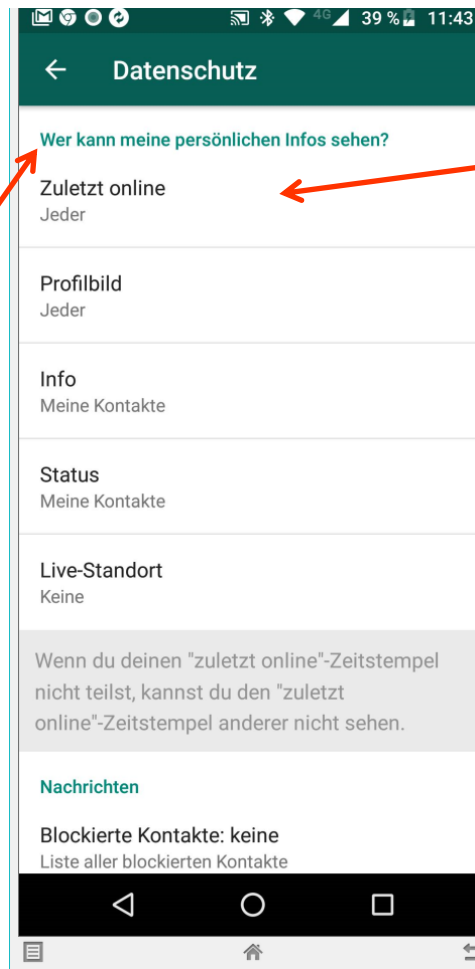 4G 39 % 11:43
Datenschutz
Wer kann meine persönlichen Infos sehen?
Zuletzt online
Jeder
Profilbild
Jeder
Info
Meine Kontakte
Status
Meine Kontakte
Live-Standort
Keine
Wenn du deinen "zuletzt online"-Zeitstempel
nicht teilst, kannst du den "zuletzt
online"-Zeitstempel anderer nicht sehen.
Nachrichten
Blockierte Kontakte: keine
Liste aller blockierten Kontakte